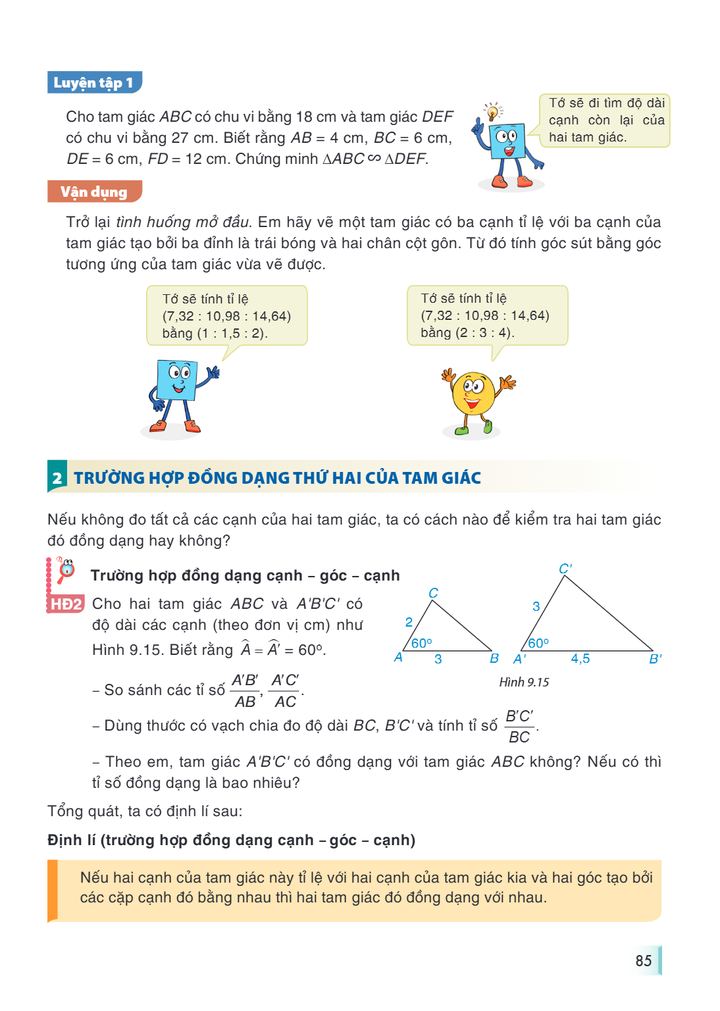 Luyện tập 1
Cho tam giác ABC có chu vi bằng 18 cm và tam giác DEF
có chu vi bằng 27 cm. Biết rằng AB = 4 cm, BC = 6 cm,
DE = 6 cm, FD = 12 cm. Chứng minh ∆ABC ∽ ∆DEF.
Tớ sẽ đi tìm độ dài
cạnh còn lại của
hai tam giác.
Vận dụng
Trở lại tình huống mở đầu. Em hãy vẽ một tam giác có ba cạnh tỉ lệ với ba cạnh của
tam giác tạo bởi ba đỉnh là trái bóng và hai chân cột gôn. Từ đó tính góc sút bằng góc
tương ứng của tam giác vừa vẽ được.
Tớ sẽ tính tỉ lệ
(7,32 : 10,98 : 14,64)
bằng (1 : 1,5 : 2).
Tớ sẽ tính tỉ lệ
(7,32 : 10,98 : 14,64)
bằng (2 : 3 : 4).
2 TRƯỜNG HỢP ĐỒNG DẠNG THỨ HAI CỦA TAM GIÁC
Nếu không đo tất cả các cạnh của hai tam giác, ta có cách nào để kiểm tra hai tam giác
đó đồng dạng hay không?
Trường hợp đồng dạng cạnh – góc – cạnh
HĐ2 Cho hai tam giác ABC và A'B'C' có
độ dài các cạnh (theo đơn vị cm) như
Hình 9.15. Biết rằng Â = Â' = 60º.
– So sánh các tỉ số A'B'/AB, A'C'/AC.
C
2
60º
A 3 B
C'
3
60º
A' 4,5 B'
Hình 9.15
– Dùng thước có vạch chia đo độ dài BC, B'C' và tính tỉ số B'C'/BC.
– Theo em, tam giác A'B'C' có đồng dạng với tam giác ABC không? Nếu có thì
tỉ số đồng dạng là bao nhiêu?
Tổng quát, ta có định lí sau:
Định lí (trường hợp đồng dạng cạnh – góc – cạnh)
Nếu hai cạnh của tam giác này tỉ lệ với hai cạnh của tam giác kia và hai góc tạo bởi
các cặp cạnh đó bằng nhau thì hai tam giác đó đồng dạng với nhau.
85